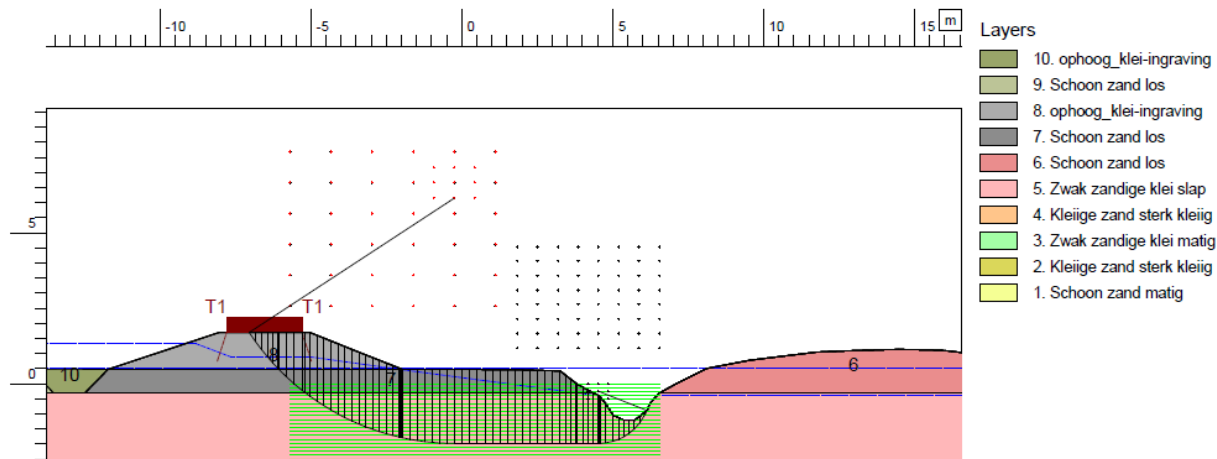 -10 -5 0 5 10 15 m
Layers
10. ophoog_klei-ingraving
9. Schoon zand los
8. ophoog_klei-ingraving
7. Schoon zand los
6. Schoon zand los
5. Zwak zandige klei slap
4. Kleiige zand sterk kleiig
3. Zwak zandige klei matig
2. Kleiige zand sterk kleiig
1. Schoon zand matig
5
T1 T1
8
6
0 10 7